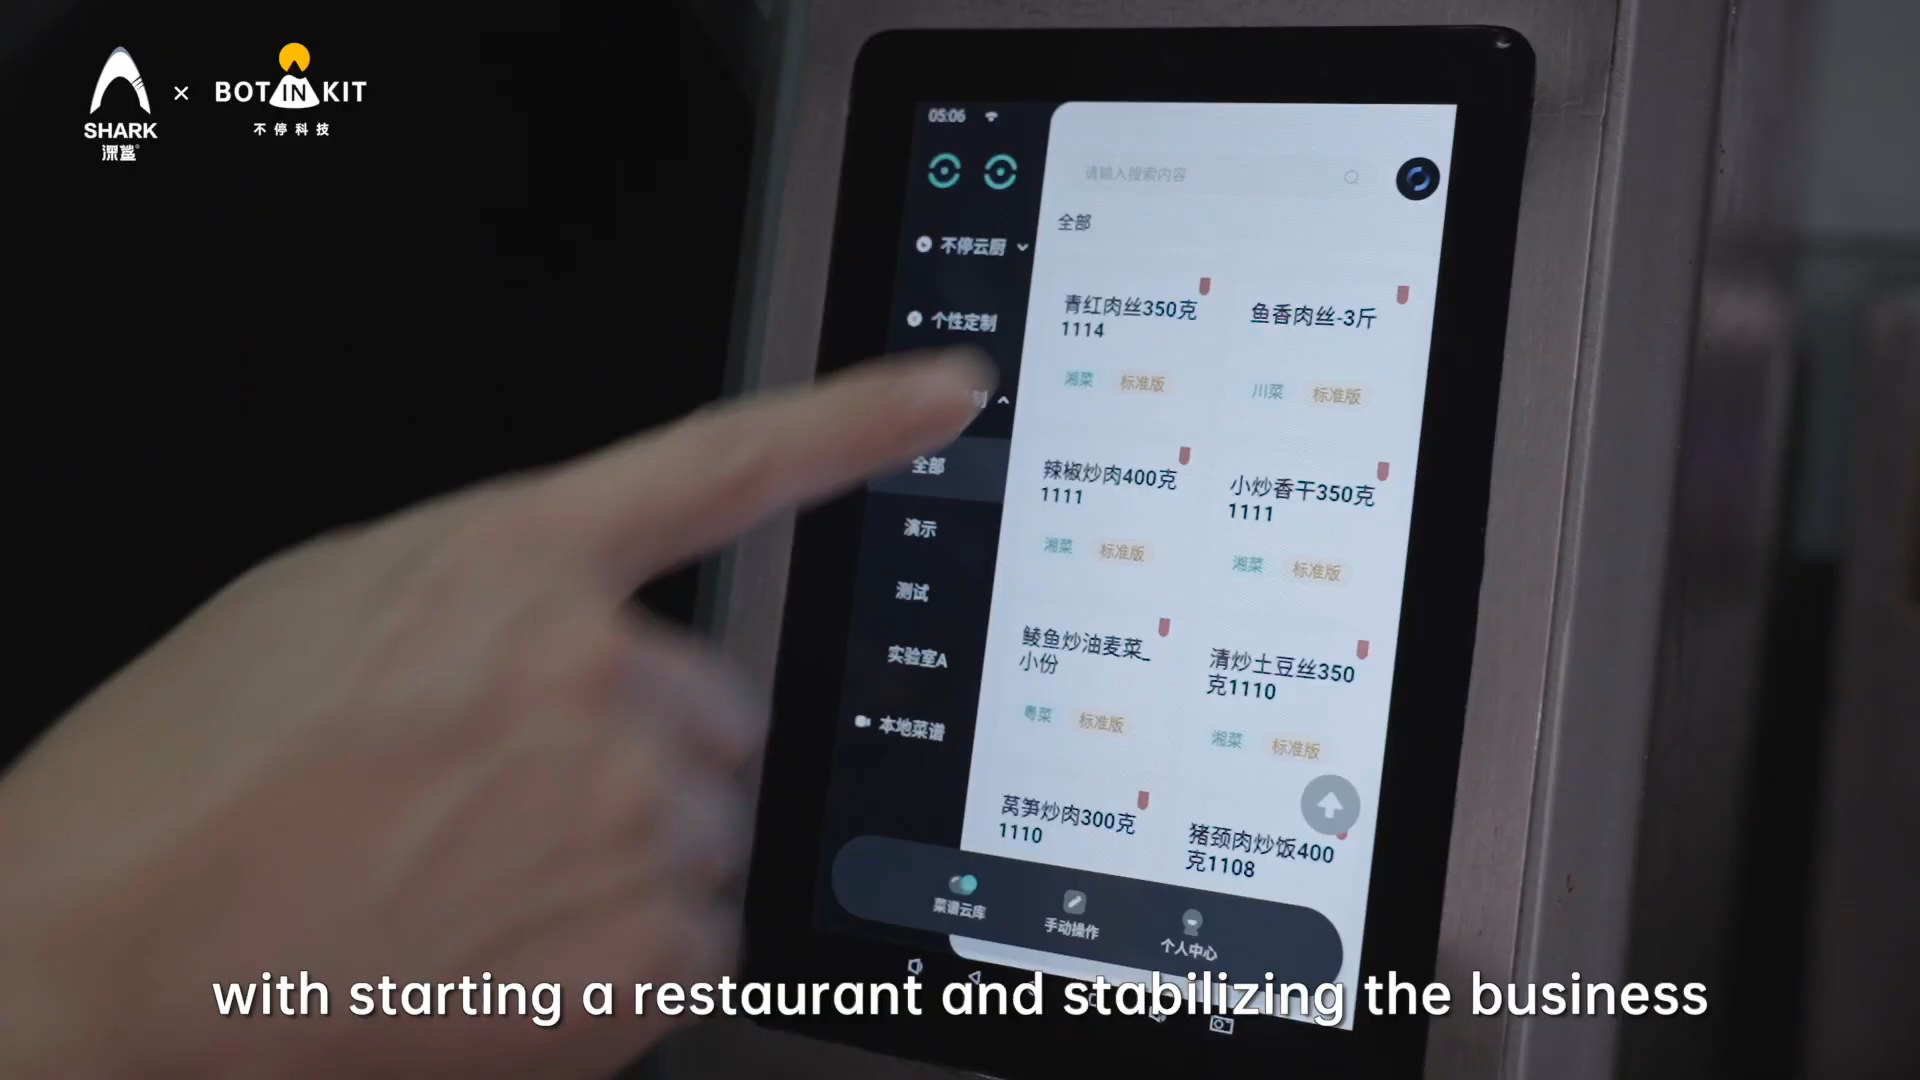 SHARK
深鲨
×
BOTINKIT
不停科技
05:06
请输入搜索内容
全部
不停云厨
个性定制
制
全部
演示
测试
实验室A
本地菜谱
青红肉丝350克
1114
湘菜 标准版
鱼香肉丝-3斤
川菜 标准版
辣椒炒肉400克
1111
湘菜 标准版
小炒香干350克
1111
湘菜 标准版
鲮鱼炒油麦菜_
小份
粤菜 标准版
清炒土豆丝350
克1110
湘菜 标准版
莴笋炒肉300克
1110
猪颈肉炒饭400
克1108
菜谱云库
手动操作
个人中心
with starting a restaurant and stabilizing the business